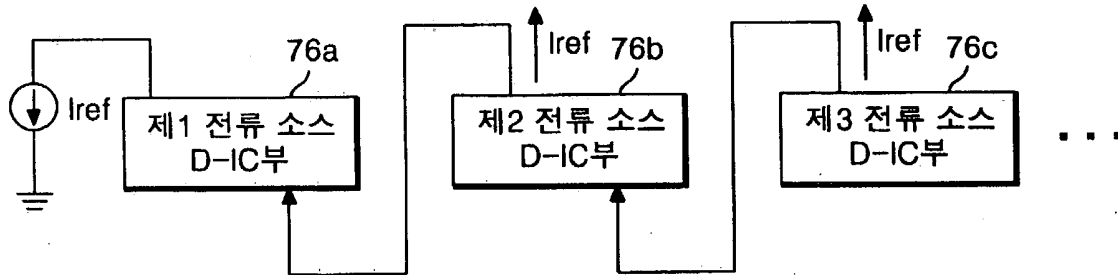 Iref
76a
제1 전류 소스
D-IC부
Iref
76b
제2 전류 소스
D-IC부
Iref
76c
제3 전류 소스
D-IC부